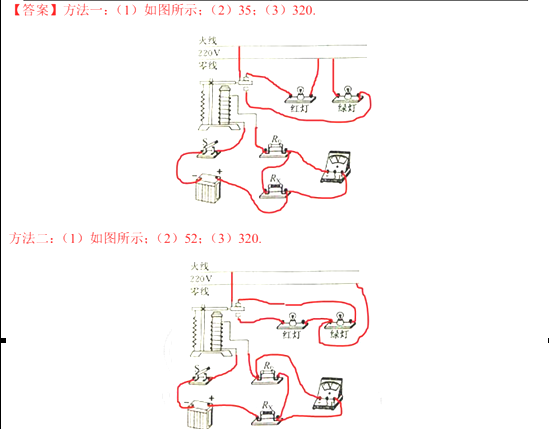 【答案】方法一：（1）如图所示；（2）35；（3）320.
火线
220V
零线
红灯
绿灯
S
R₀
Rₓ
- +
方法二：（1）如图所示；（2）52；（3）320.
火线
220V
零线
红灯
绿灯
S
R₀
Rₓ
- +